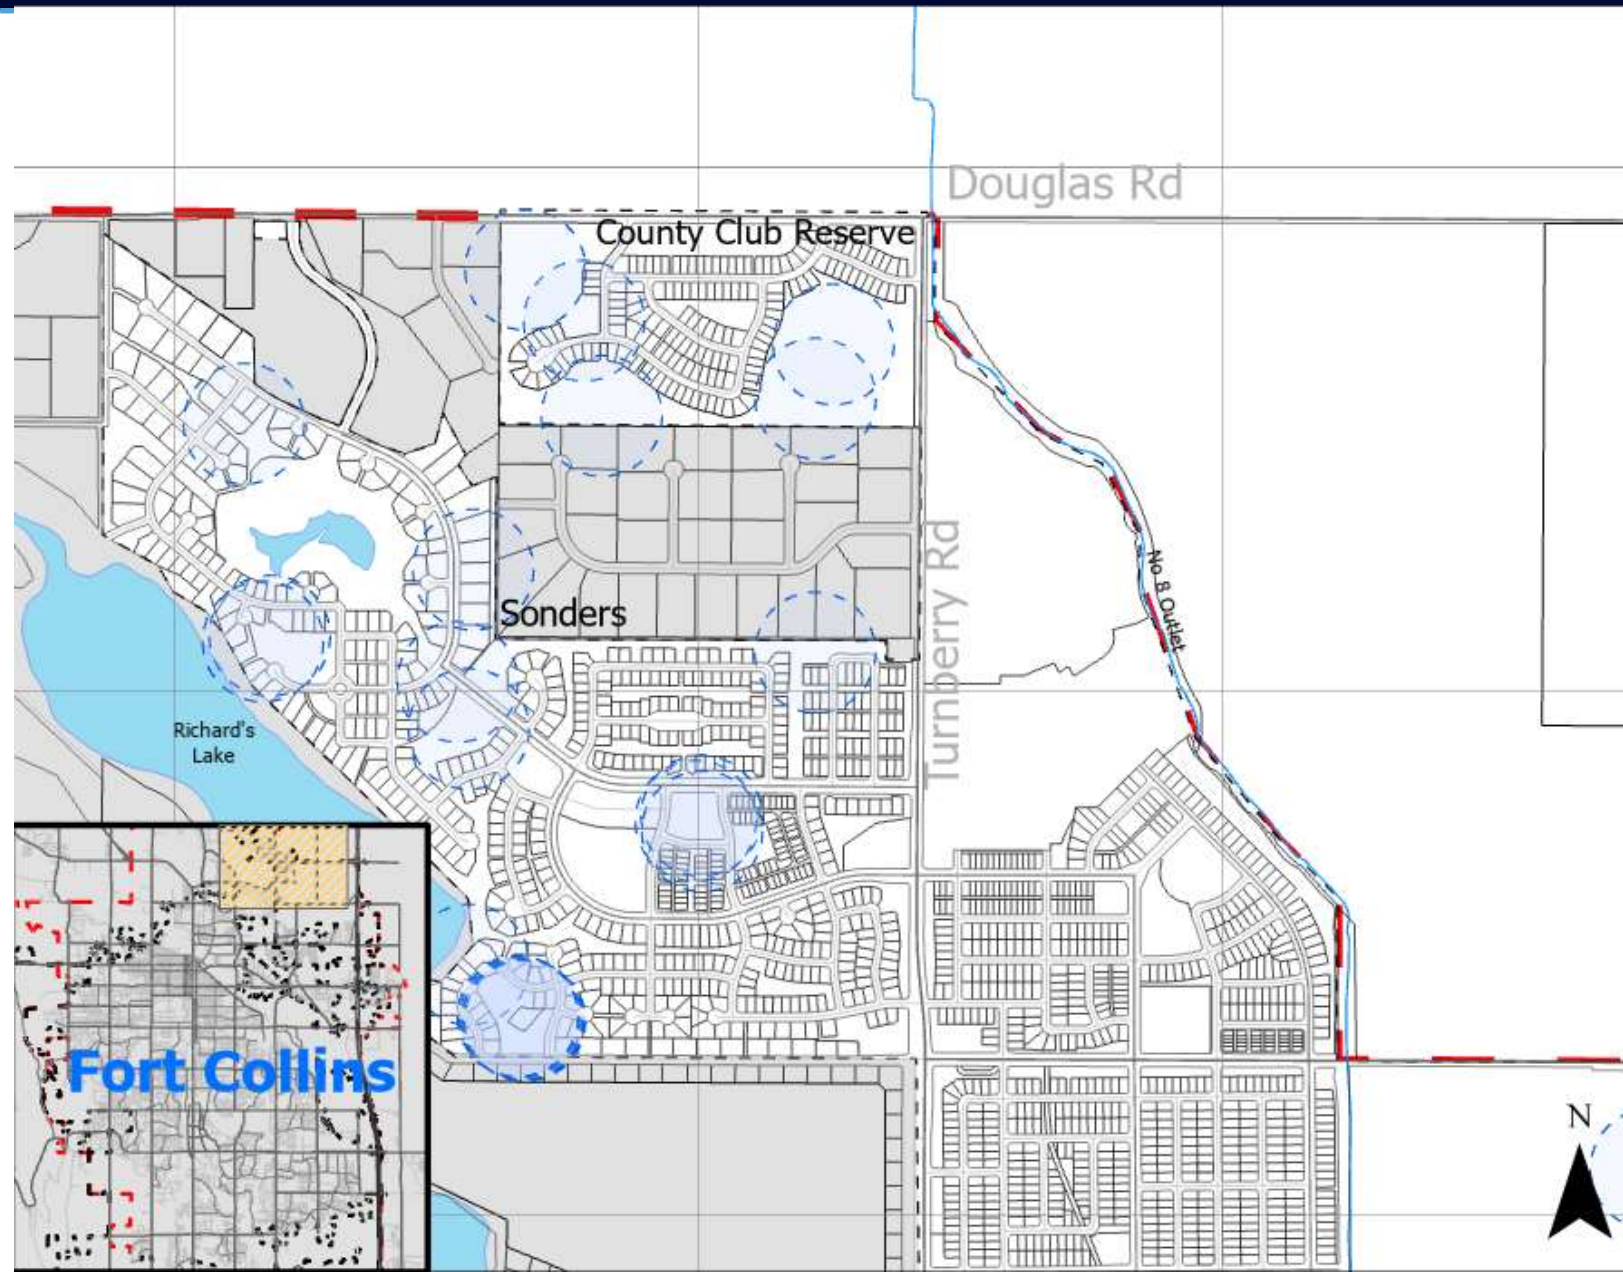 Douglas Rd
County Club Reserve
No 8 Outlet
Turnberry Rd
Sonders
Richard's
Lake
Fort Collins
N